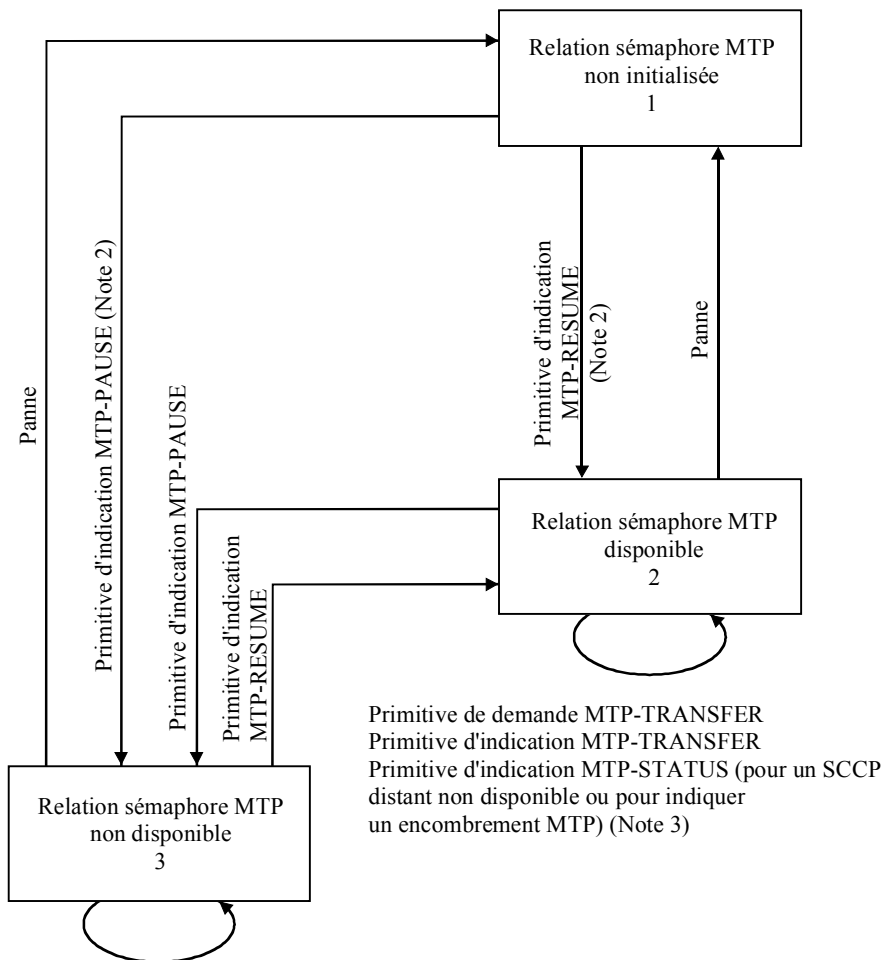 Relation sémaphore MTP
non initialisée
1
Panne
Primitive d'indication MTP-PAUSE (Note 2)
Primitive d'indication MTP-PAUSE
Primitive d'indication
MTP-RESUME
Primitive d'indication
MTP-RESUME
(Note 2)
Panne
Relation sémaphore MTP
disponible
2
Primitive de demande MTP-TRANSFER
Primitive d'indication MTP-TRANSFER
Primitive d'indication MTP-STATUS (pour un SCCP
distant non disponible ou pour indiquer
un encombrement MTP) (Note 3)
Relation sémaphore MTP
non disponible
3